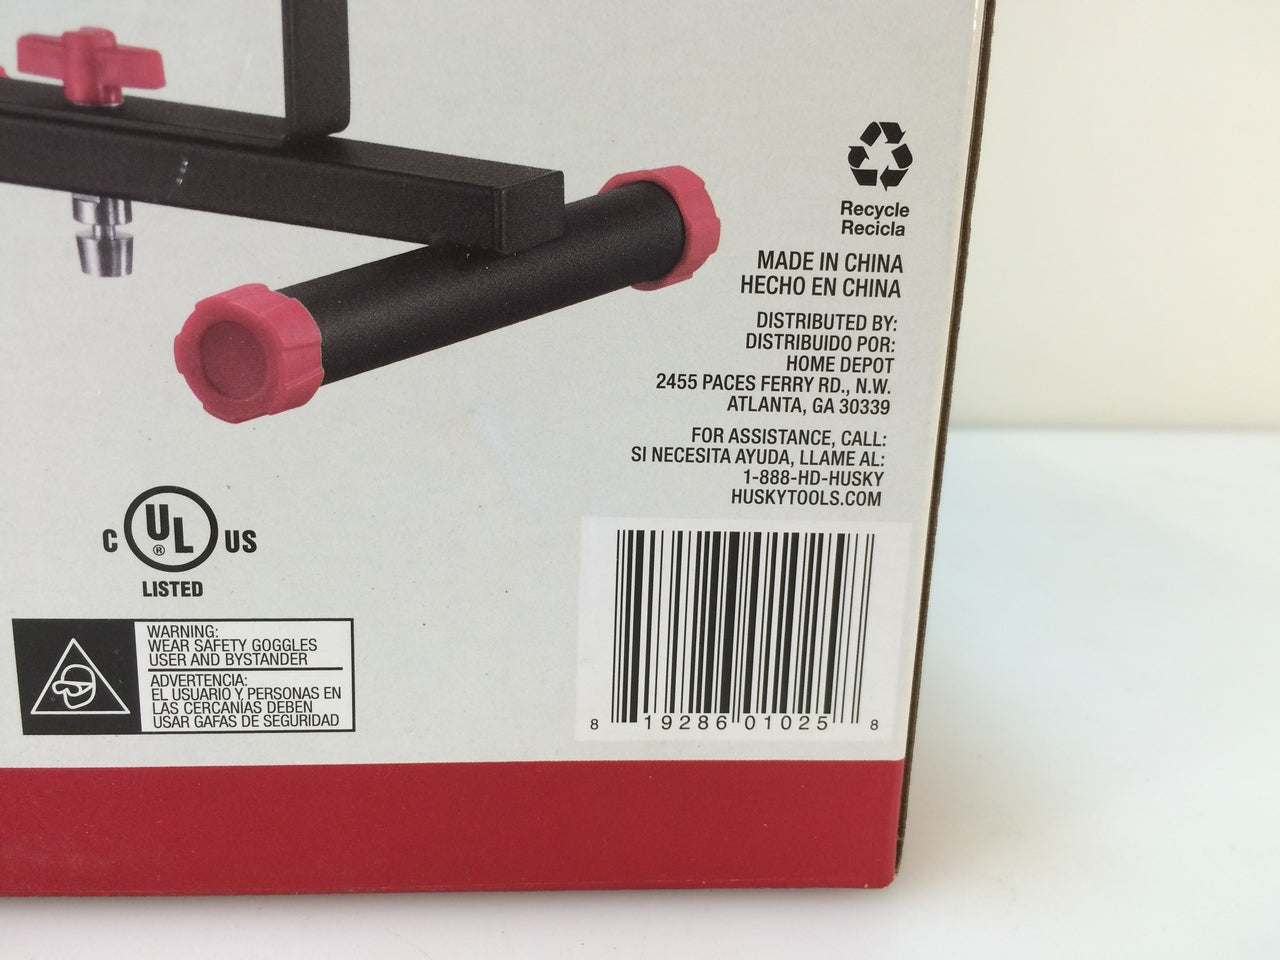 Recycle
Recicla
MADE IN CHINA
HECHO EN CHINA
DISTRIBUTED BY:
DISTRIBUIDO POR:
HOME DEPOT
2455 PACES FERRY RD., N.W.
ATLANTA, GA 30339
FOR ASSISTANCE, CALL:
SI NECESITA AYUDA, LLAME AL:
1-888-HD-HUSKY
HUSKYTOOLS.COM
C UL® US
LISTED
WARNING:
WEAR SAFETY GOGGLES
USER AND BYSTANDER
ADVERTENCIA:
EL USUARIO Y PERSONAS EN
LAS CERCANÍAS DEBEN
USAR GAFAS DE SEGURIDAD
8 19286 01025 8